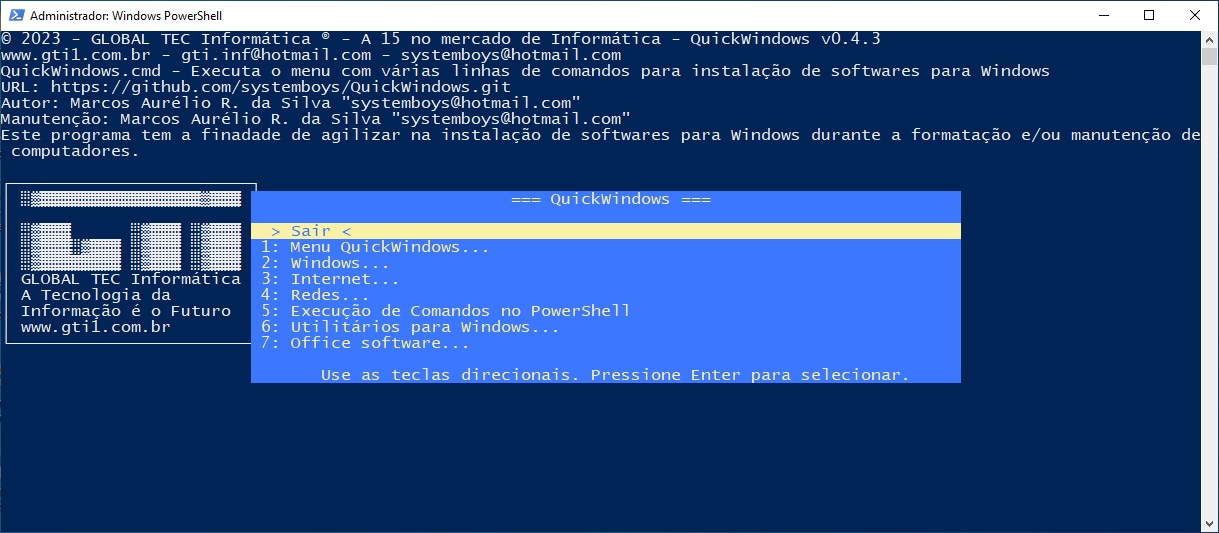 Administrador: Windows PowerShell
© 2023 - GLOBAL TEC Informática ® - A 15 no mercado de Informática - QuickWindows v0.4.3
www.gti1.com.br - gti.inf@hotmail.com - systemboys@hotmail.com
QuickWindows.cmd - Executa o menu com várias linhas de comandos para instalação de softwares para Windows
URL: https://github.com/systemboys/QuickWindows.git
Autor: Marcos Aurélio R. da Silva "systemboys@hotmail.com"
Manutenção: Marcos Aurélio R. da Silva "systemboys@hotmail.com"
Este programa tem a finadade de agilizar na instalação de softwares para Windows durante a formatação e/ou manutenção de
computadores.
=== QuickWindows ===
> Sair <
1: Menu QuickWindows...
2: Windows...
3: Internet...
4: Redes...
5: Execução de Comandos no PowerShell
6: Utilitários para Windows...
7: Office software...
Use as teclas direcionais. Pressione Enter para selecionar.
GLOBAL TEC Informática
A Tecnologia da
Informação é o Futuro
www.gti1.com.br